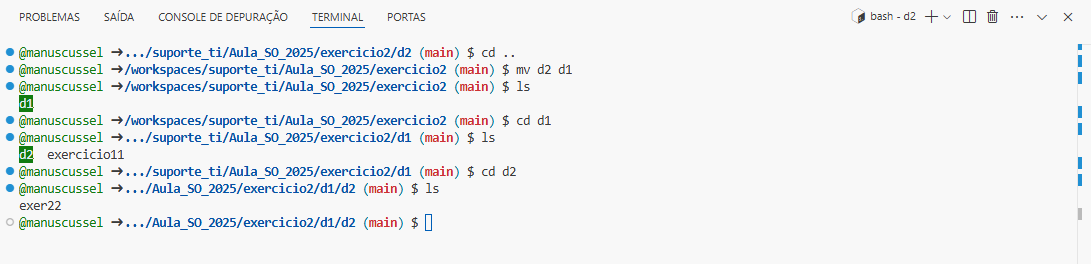 PROBLEMAS SAÍDA CONSOLE DE DEPURAÇÃO TERMINAL PORTAS bash - d2
@manuscussel ➜.../suporte_ti/Aula_SO_2025/exercicio2/d2 (main) $ cd ..
@manuscussel ➜/workspaces/suporte_ti/Aula_SO_2025/exercicio2 (main) $ mv d2 d1
@manuscussel ➜/workspaces/suporte_ti/Aula_SO_2025/exercicio2 (main) $ ls
d1
@manuscussel ➜/workspaces/suporte_ti/Aula_SO_2025/exercicio2 (main) $ cd d1
@manuscussel ➜.../suporte_ti/Aula_SO_2025/exercicio2/d1 (main) $ ls
d2 exercicio11
@manuscussel ➜.../suporte_ti/Aula_SO_2025/exercicio2/d1 (main) $ cd d2
@manuscussel ➜.../Aula_SO_2025/exercicio2/d1/d2 (main) $ ls
exer22
@manuscussel ➜.../Aula_SO_2025/exercicio2/d1/d2 (main) $